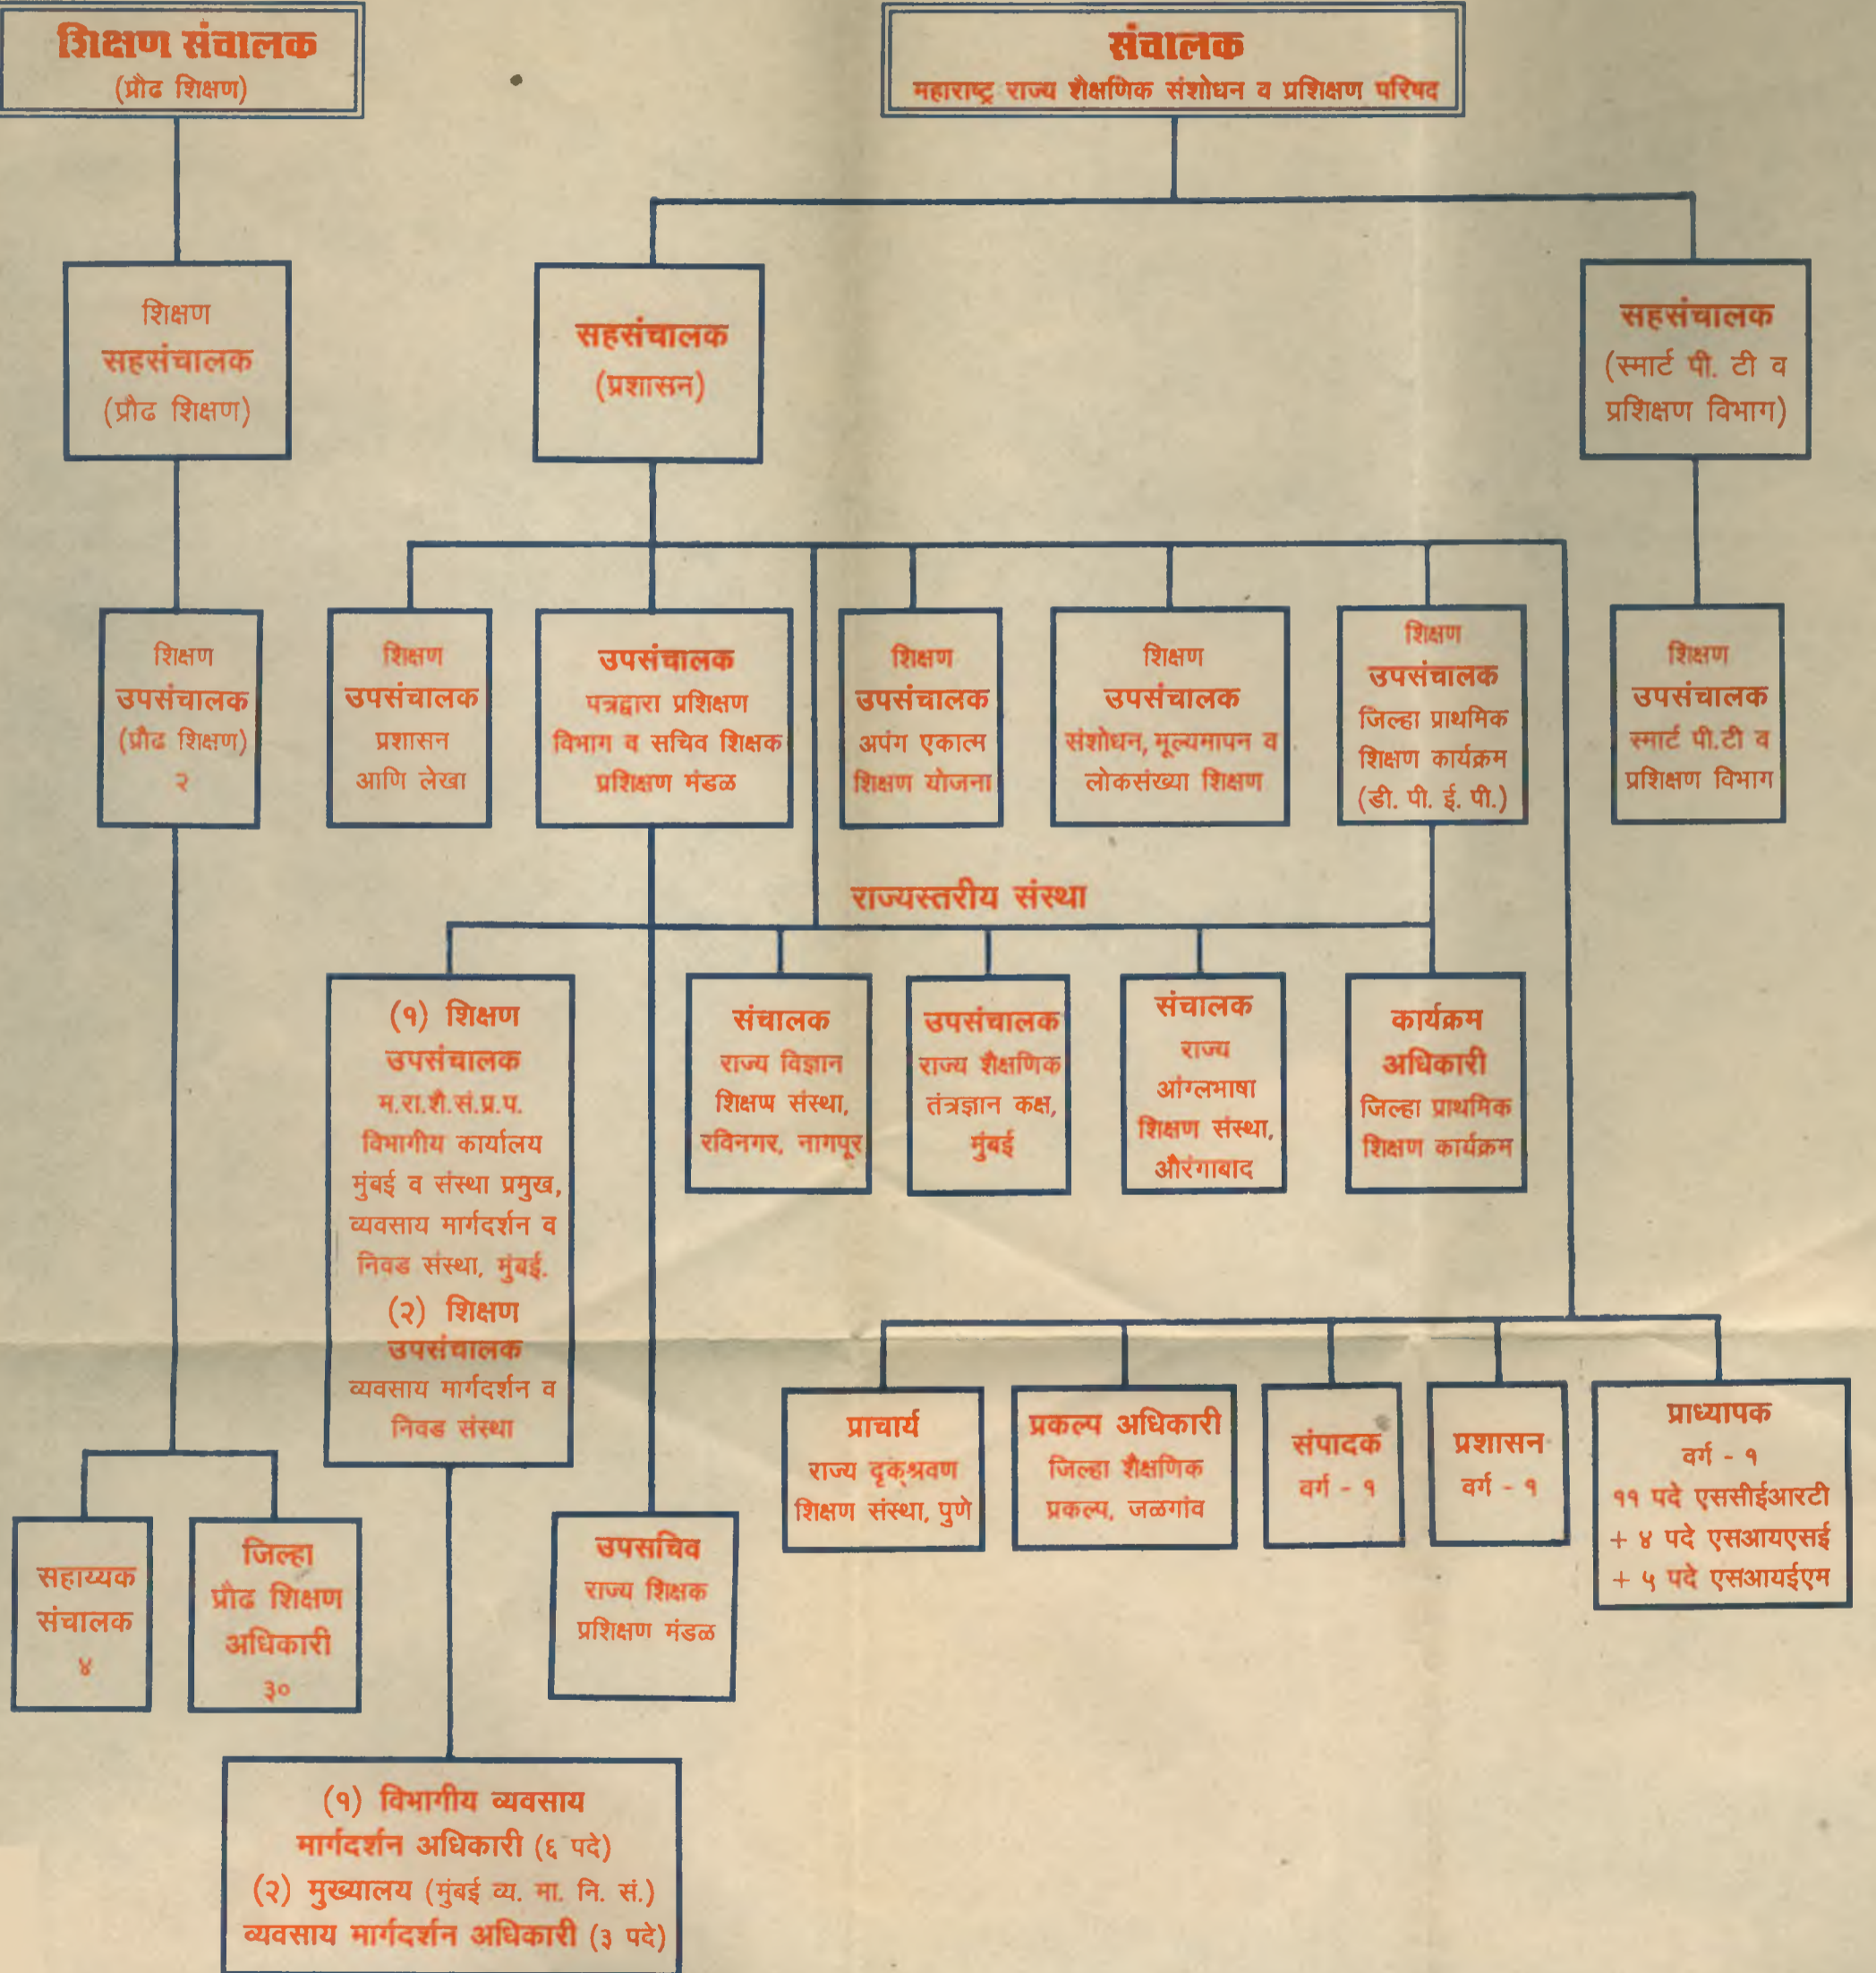 शिक्षण संचालक
(प्रौढ शिक्षण)
संचालक
महाराष्ट्र राज्य शैक्षणिक संशोधन व प्रशिक्षण परिषद
शिक्षण
सहसंचालक
(प्रौढ शिक्षण)
सहसंचालक
(प्रशासन)
सहसंचालक
(स्मार्ट पी. टी व
प्रशिक्षण विभाग)
शिक्षण
उपसंचालक
(प्रौढ शिक्षण)
२
शिक्षण
उपसंचालक
प्रशासन
आणि लेखा
उपसंचालक
पत्रद्वारा प्रशिक्षण
विभाग व सचिव शिक्षक
प्रशिक्षण मंडळ
शिक्षण
उपसंचालक
अपंग एकात्म
शिक्षण योजना
शिक्षण
उपसंचालक
संशोधन, मूल्यमापन व
लोकसंख्या शिक्षण
शिक्षण
उपसंचालक
जिल्हा प्राथमिक
शिक्षण कार्यक्रम
(डी. पी. ई. पी.)
शिक्षण
उपसंचालक
स्मार्ट पी.टी व
प्रशिक्षण विभाग
राज्यस्तरीय संस्था
(१) शिक्षण
उपसंचालक
म.रा.शै.सं.प्र.प.
विभागीय कार्यालय
मुंबई व संस्था प्रमुख,
व्यवसाय मार्गदर्शन व
निवड संस्था, मुंबई.
(२) शिक्षण
उपसंचालक
व्यवसाय मार्गदर्शन व
निवड संस्था
संचालक
राज्य विज्ञान
शिक्षण संस्था,
रविनगर, नागपूर
उपसंचालक
राज्य शैक्षणिक
तंत्रज्ञान कक्ष,
मुंबई
संचालक
राज्य
आंग्लभाषा
शिक्षण संस्था,
औरंगाबाद
कार्यक्रम
अधिकारी
जिल्हा प्राथमिक
शिक्षण कार्यक्रम
प्राचार्य
राज्य दृक्‌श्रवण
शिक्षण संस्था, पुणे
प्रकल्प अधिकारी
जिल्हा शैक्षणिक
प्रकल्प, जळगांव
संपादक
वर्ग - १
प्रशासन
वर्ग - १
प्राध्यापक
वर्ग - १
११ पदे एससीईआरटी
+ ४ पदे एसआयएसई
+ ५ पदे एसआयईएम
सहाय्यक
संचालक
४
जिल्हा
प्रौढ शिक्षण
अधिकारी
३०
उपसचिव
राज्य शिक्षक
प्रशिक्षण मंडळ
(१) विभागीय व्यवसाय
मार्गदर्शन अधिकारी (६ पदे)
(२) मुख्यालय (मुंबई व्य. मा. नि. सं.)
व्यवसाय मार्गदर्शन अधिकारी (३ पदे)